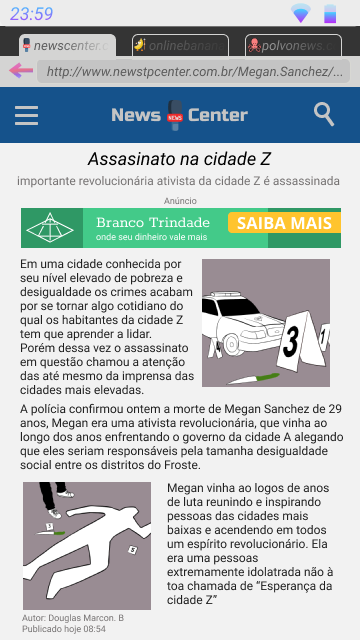 23:59
newscenter.c
onlinebanana
polvonews.c
http://www.newstpcenter.com.br/Megan.Sanchez/...
News NEWS Center
Assasinato na cidade Z
importante revolucionária ativista da cidade Z é assassinada
Anúncio
Branco Trindade
onde seu dinheiro vale mais
SAIBA MAIS
Em uma cidade conhecida por
seu nível elevado de pobreza e
desigualdade os crimes acabam
por se tornar algo cotidiano do
qual os habitantes da cidade Z
tem que aprender a lidar.
Porém dessa vez o assassinato
em questão chamou a atenção
das até mesmo da imprensa das
cidades mais elevadas.
3
1
A polícia confirmou ontem a morte de Megan Sanchez de 29
anos, Megan era uma ativista revolucionária, que vinha ao
longo dos anos enfrentando o governo da cidade A alegando
que eles seriam responsáveis pela tamanha desigualdade
social entre os distritos do Froste.
Megan vinha ao logos de anos
de luta reunindo e inspirando
pessoas das cidades mais
baixas e acendendo em todos
um espírito revolucionário. Ela
era uma pessoas
extremamente idolatrada não à
toa chamada de “Esperança da
cidade Z”
1
3
Autor: Douglas Marcon. B
Publicado hoje 08:54